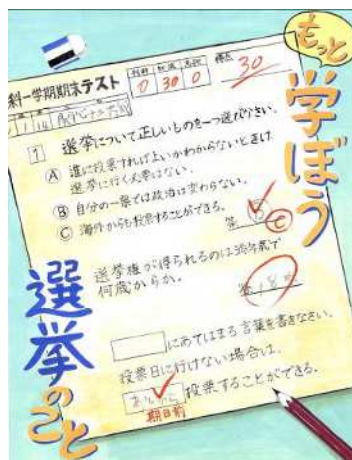 もっと
学ぼう
選挙のこと
科一学期期末テスト
0 30 0
得点
30
1 選挙について正しいものを一つ選びなさい。
Ⓐ 誰に投票すれば良いかわからないときは
選挙に行く必要はない。
Ⓑ 自分の一票では政治は変わらない。
Ⓒ 海外からも投票することができる。
答 B C
選挙権が得られるのは
何歳からか。
答 18
にあてはまる言葉を書きなさい。
投票日に行けない場合は、
投票することができる。
期日前